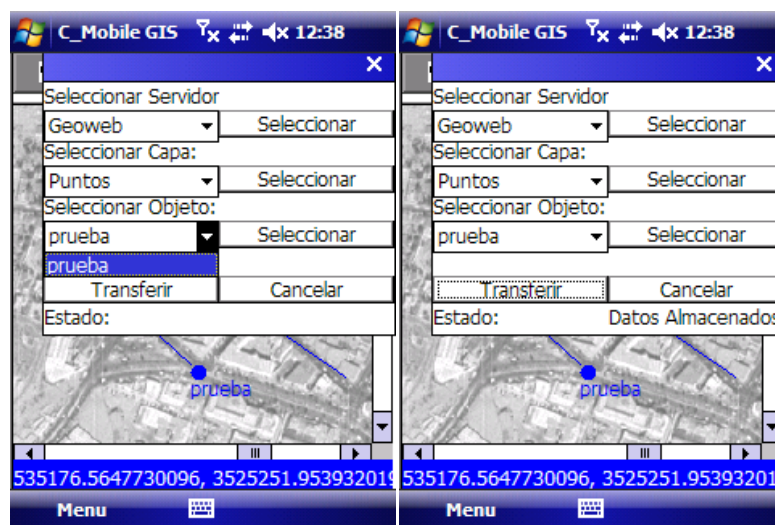 C_Mobile GIS 12:38
Seleccionar Servidor
Geoweb Seleccionar
Seleccionar Capa:
Puntos Seleccionar
Seleccionar Objeto:
prueba Seleccionar
prueba
Transferir Cancelar
Estado:
prueba
535176.5647730096, 3525251.953932019
Menu
C_Mobile GIS 12:38
Seleccionar Servidor
Geoweb Seleccionar
Seleccionar Capa:
Puntos Seleccionar
Seleccionar Objeto:
prueba Seleccionar
Transferir Cancelar
Estado: Datos Almacenados
prueba
535176.5647730096, 3525251.9539320
Menu